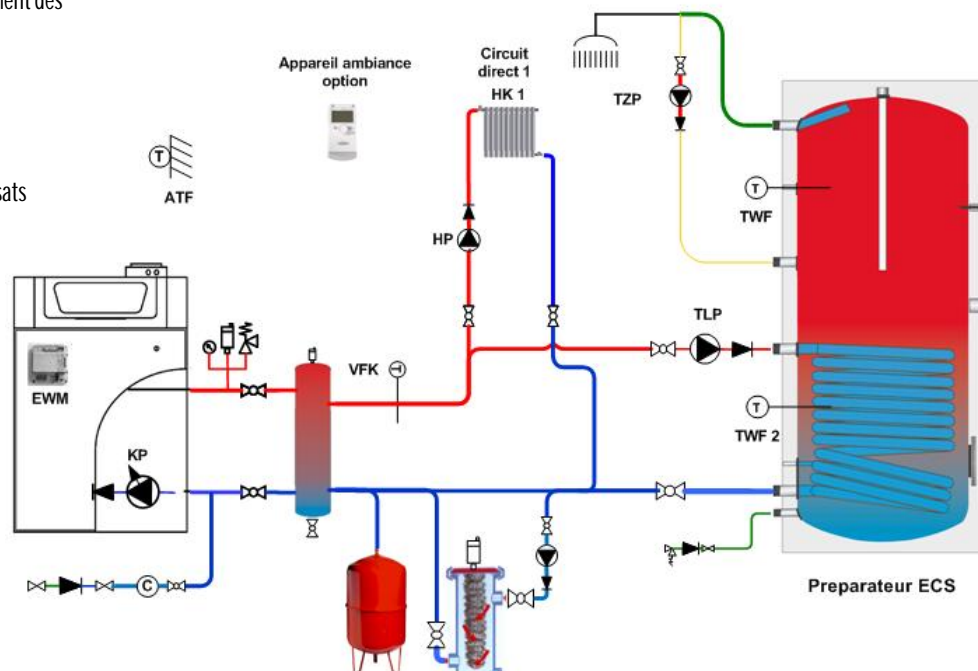 ment des
Appareil ambiance
option
Circuit
direct 1
HK 1
TZP
T
ATF
sats
T
TWF
HP
TLP
VFK
EWM
T
TWF 2
KP
C
Preparateur ECS